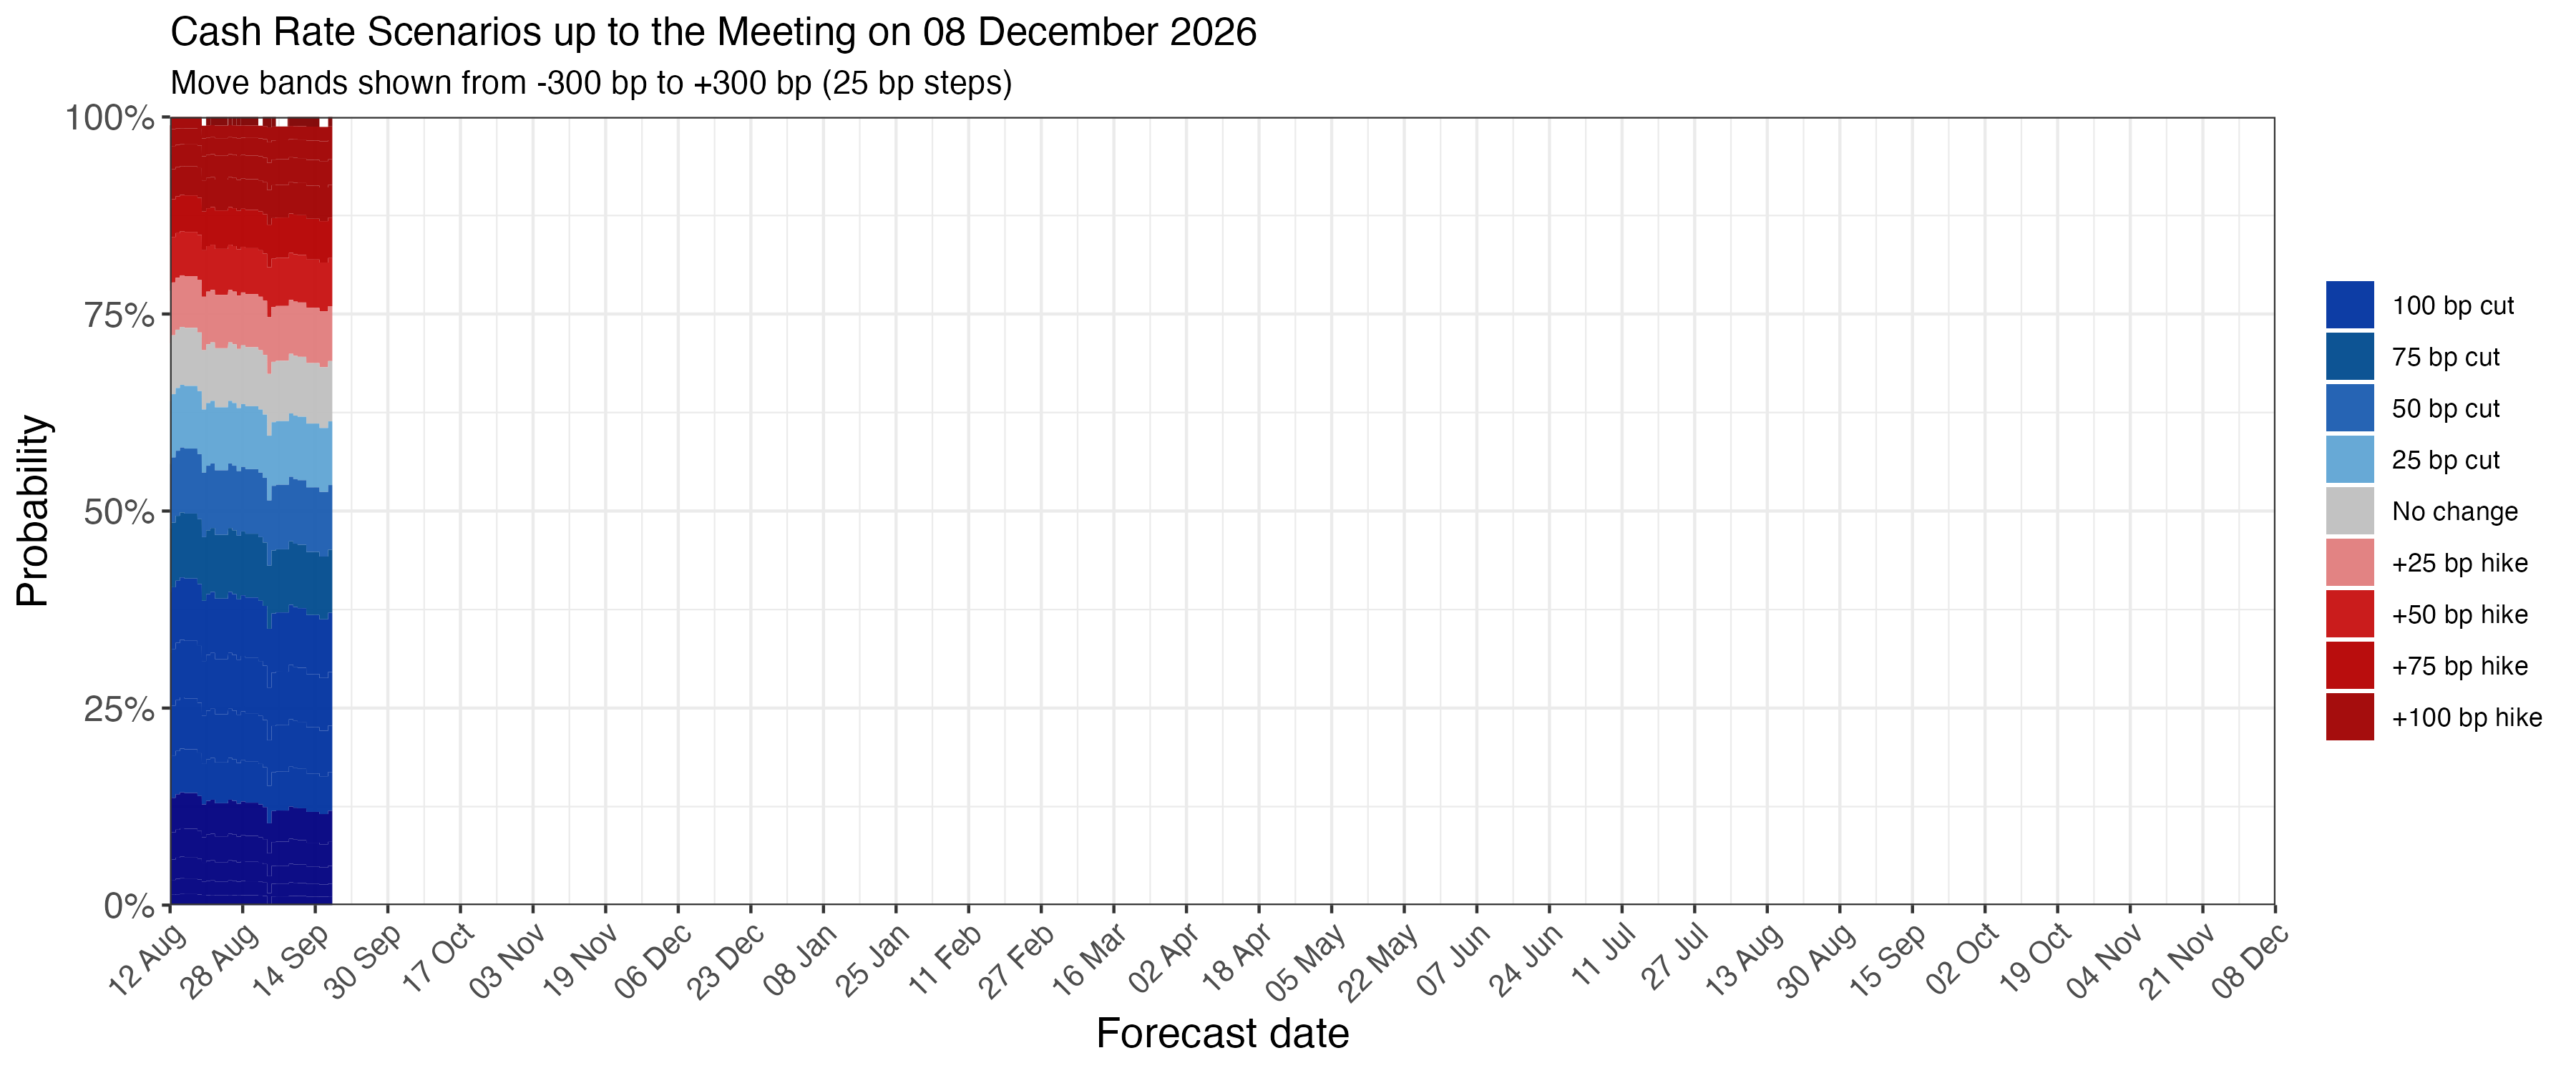 Cash Rate Scenarios up to the Meeting on 08 December 2026
Move bands shown from -300 bp to +300 bp (25 bp steps)
Probability
100%
75%
50%
25%
0%
12 Aug
28 Aug
14 Sep
30 Sep
17 Oct
03 Nov
19 Nov
06 Dec
23 Dec
08 Jan
25 Jan
11 Feb
27 Feb
16 Mar
02 Apr
18 Apr
05 May
22 May
07 Jun
24 Jun
11 Jul
27 Jul
13 Aug
30 Aug
15 Sep
02 Oct
19 Oct
04 Nov
21 Nov
08 Dec
Forecast date
100 bp cut
75 bp cut
50 bp cut
25 bp cut
No change
+25 bp hike
+50 bp hike
+75 bp hike
+100 bp hike